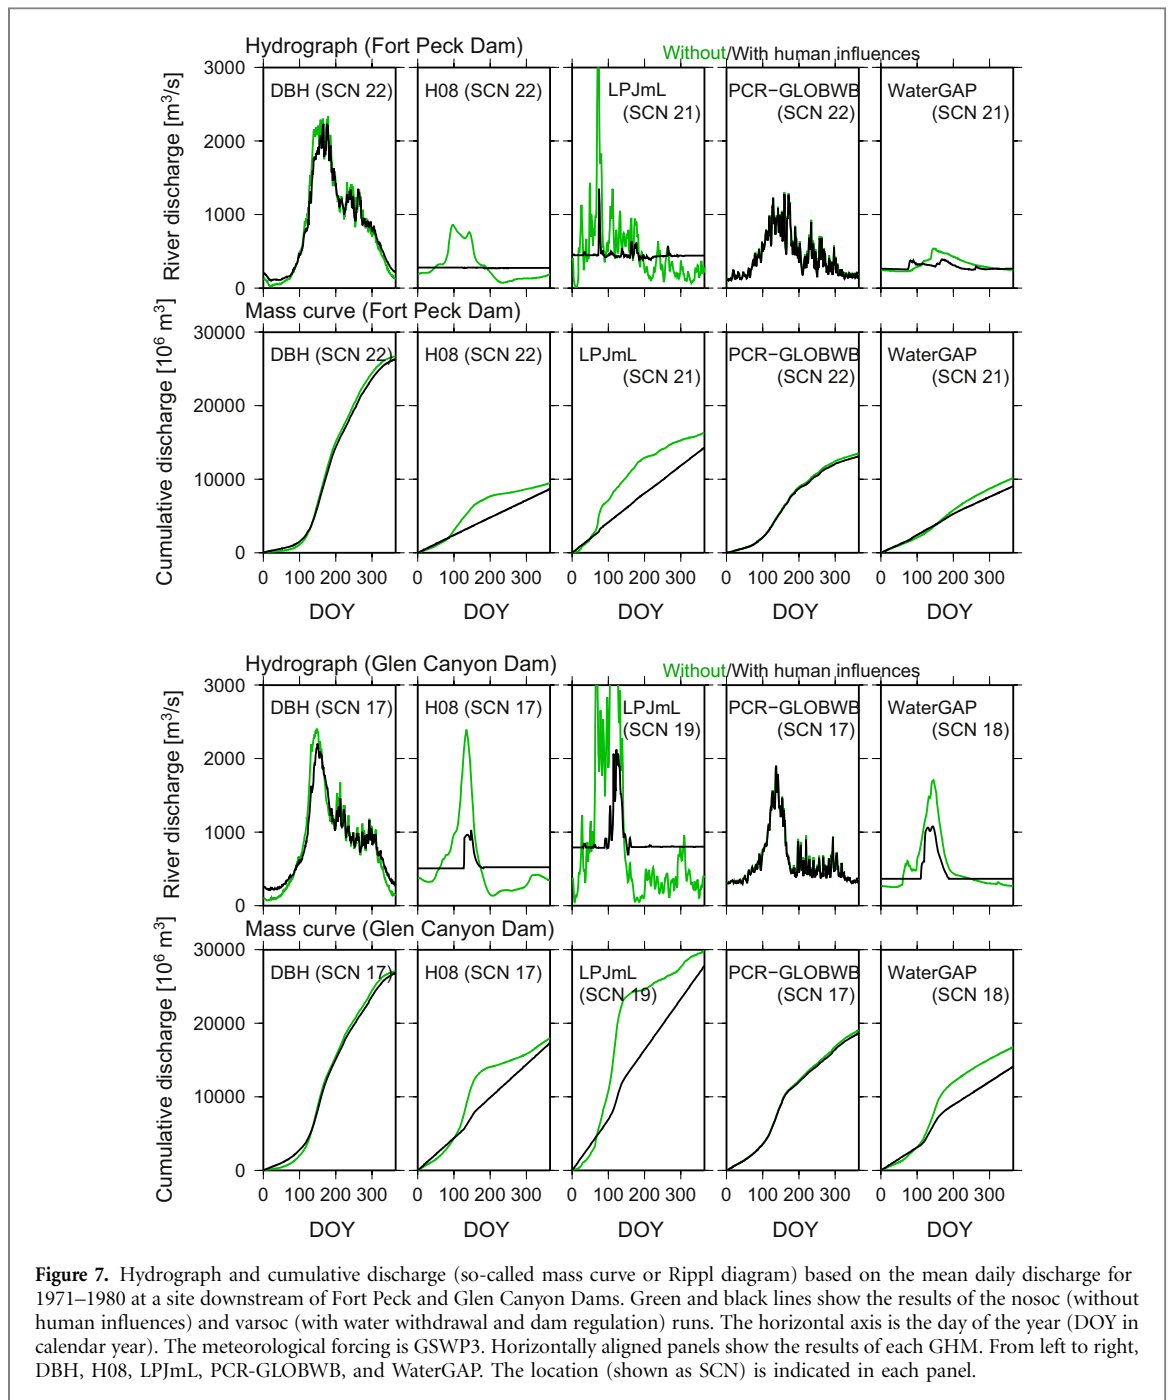 Hydrograph (Fort Peck Dam)
Without/With human influences
River discharge [m³/s]
3000
2000
1000
0
DBH (SCN 22)
H08 (SCN 22)
LPJmL
(SCN 21)
PCR−GLOBWB
(SCN 22)
WaterGAP
(SCN 21)
Mass curve (Fort Peck Dam)
Cumulative discharge [10⁶ m³]
30000
20000
10000
0
DBH (SCN 22)
H08 (SCN 22)
LPJmL
(SCN 21)
PCR−GLOBWB
(SCN 22)
WaterGAP
(SCN 21)
0 100 200 300 0 100 200 300 0 100 200 300 0 100 200 300 0 100 200 300
DOY DOY DOY DOY DOY
Hydrograph (Glen Canyon Dam)
Without/With human influences
River discharge [m³/s]
3000
2000
1000
0
DBH (SCN 17)
H08 (SCN 17)
LPJmL
(SCN 19)
PCR−GLOBWB
(SCN 17)
WaterGAP
(SCN 18)
Mass curve (Glen Canyon Dam)
Cumulative discharge [10⁶ m³]
30000
20000
10000
0
DBH (SCN 17)
H08 (SCN 17)
LPJmL
(SCN 19)
PCR−GLOBWB
(SCN 17)
WaterGAP
(SCN 18)
0 100 200 300 0 100 200 300 0 100 200 300 0 100 200 300 0 100 200 300
DOY DOY DOY DOY DOY
Figure 7. Hydrograph and cumulative discharge (so-called mass curve or Rippl diagram) based on the mean daily discharge for
1971–1980 at a site downstream of Fort Peck and Glen Canyon Dams. Green and black lines show the results of the nosoc (without
human influences) and varsoc (with water withdrawal and dam regulation) runs. The horizontal axis is the day of the year (DOY in
calendar year). The meteorological forcing is GSWP3. Horizontally aligned panels show the results of each GHM. From left to right,
DBH, H08, LPJmL, PCR-GLOBWB, and WaterGAP. The location (shown as SCN) is indicated in each panel.